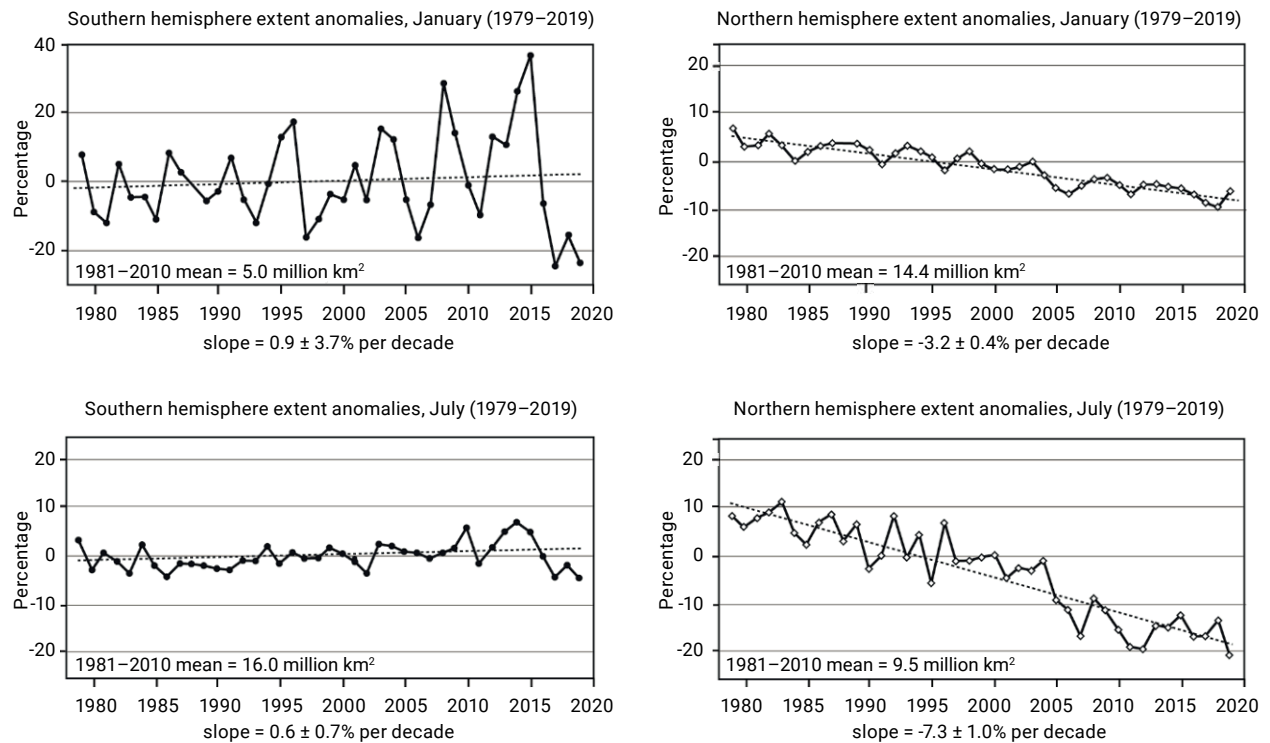 Southern hemisphere extent anomalies, January (1979–2019)
Percentage
40
20
0
-20
1981–2010 mean = 5.0 million km²
1980 1985 1990 1995 2000 2005 2010 2015 2020
slope = 0.9 ± 3.7% per decade
Northern hemisphere extent anomalies, January (1979–2019)
Percentage
20
10
0
-10
-20
1981–2010 mean = 14.4 million km²
1980 1985 1990 1995 2000 2005 2010 2015 2020
slope = -3.2 ± 0.4% per decade
Southern hemisphere extent anomalies, July (1979–2019)
Percentage
20
10
0
-10
-20
1981–2010 mean = 16.0 million km²
1980 1985 1990 1995 2000 2005 2010 2015 2020
slope = 0.6 ± 0.7% per decade
Northern hemisphere extent anomalies, July (1979–2019)
Percentage
20
10
0
-10
-20
1981–2010 mean = 9.5 million km²
1980 1985 1990 1995 2000 2005 2010 2015 2020
slope = -7.3 ± 1.0% per decade